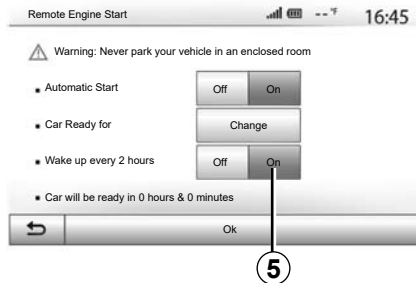 Remote Engine Start -- °F 16:45
Warning: Never park your vehicle in an enclosed room
Automatic Start Off On
Car Ready for Change
Wake up every 2 hours Off On
Car will be ready in 0 hours & 0 minutes
Ok
5